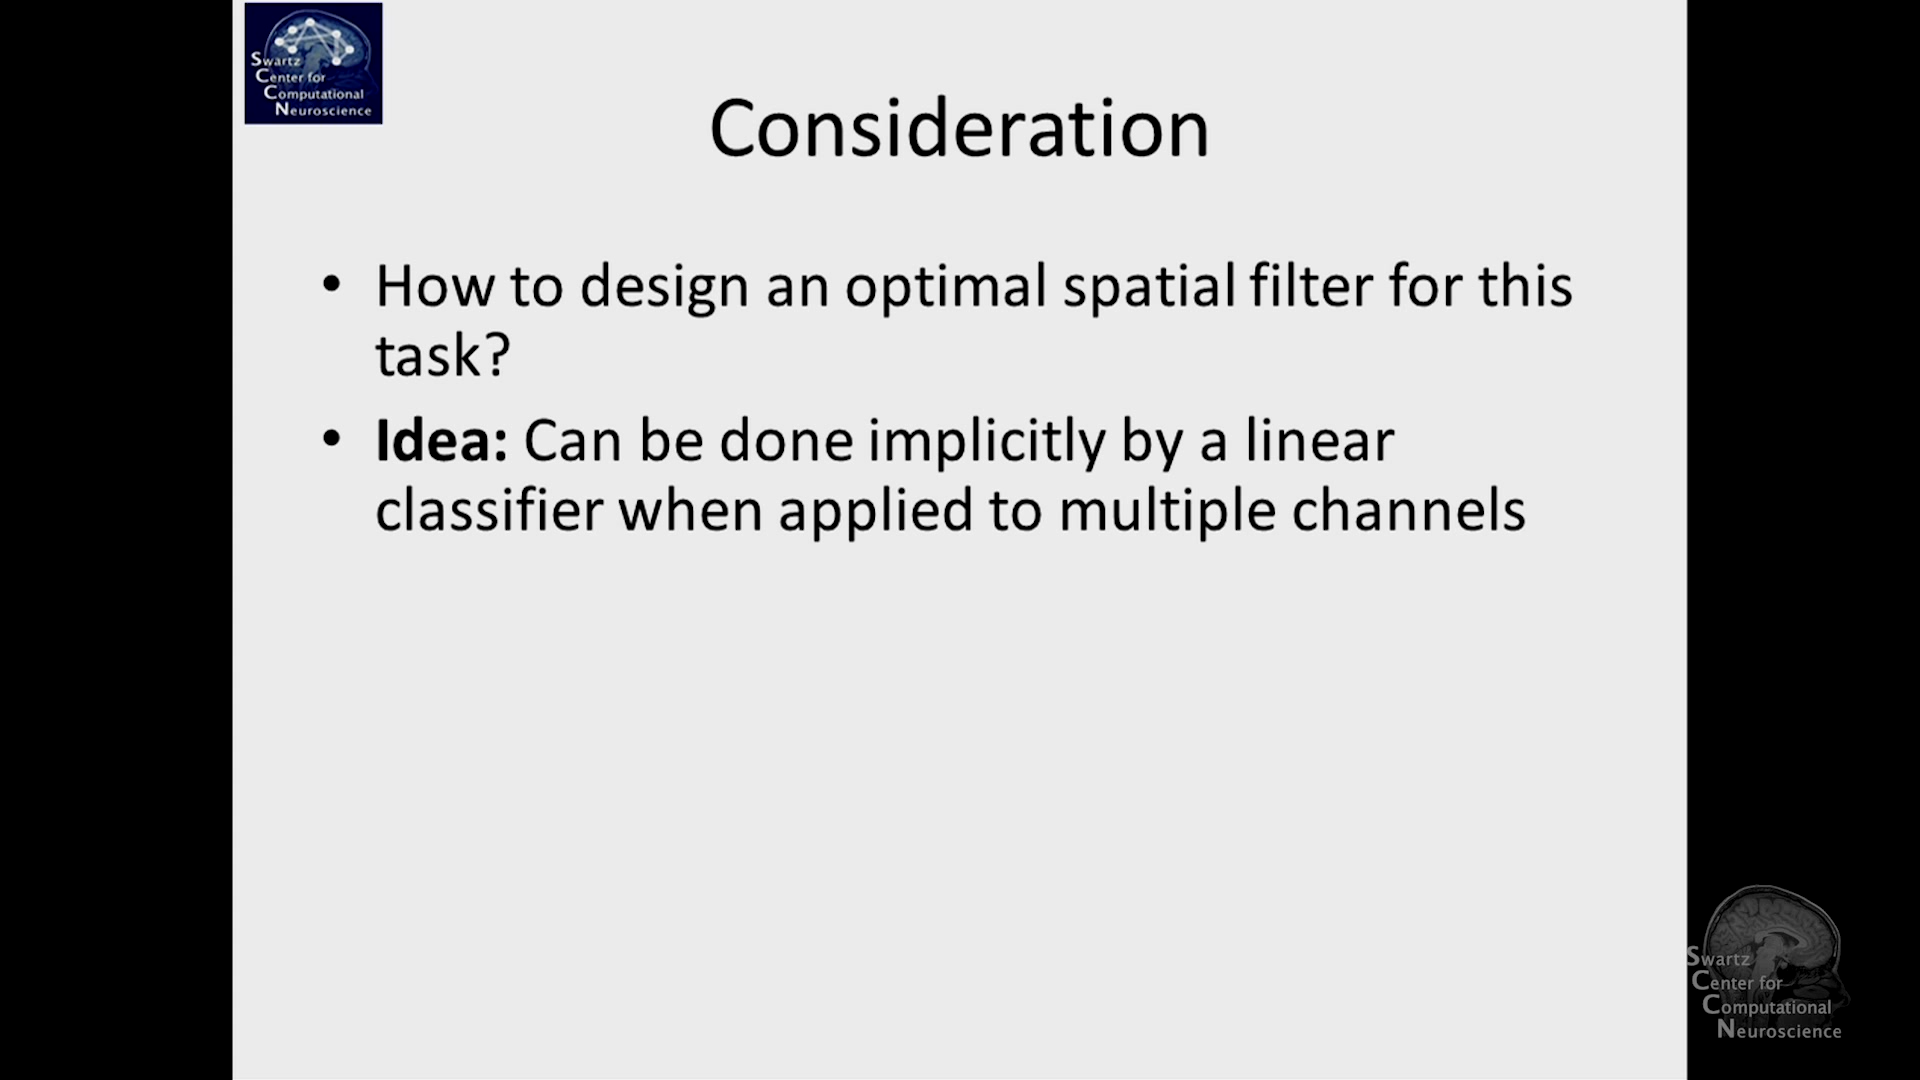 Swartz
Center for
Computational
Neuroscience
Consideration
• How to design an optimal spatial filter for this
task?
• Idea: Can be done implicitly by a linear
classifier when applied to multiple channels
Swartz
Center for
Computational
Neuroscience